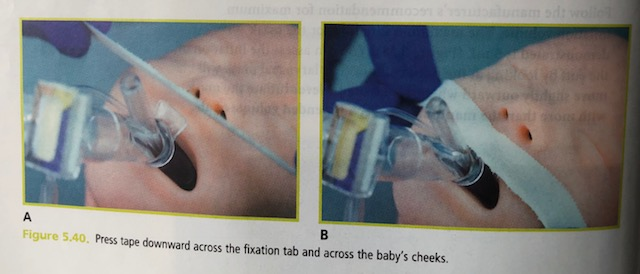 A
B
Figure 5.40. Press tape downward across the fixation tab and across the baby's cheeks.